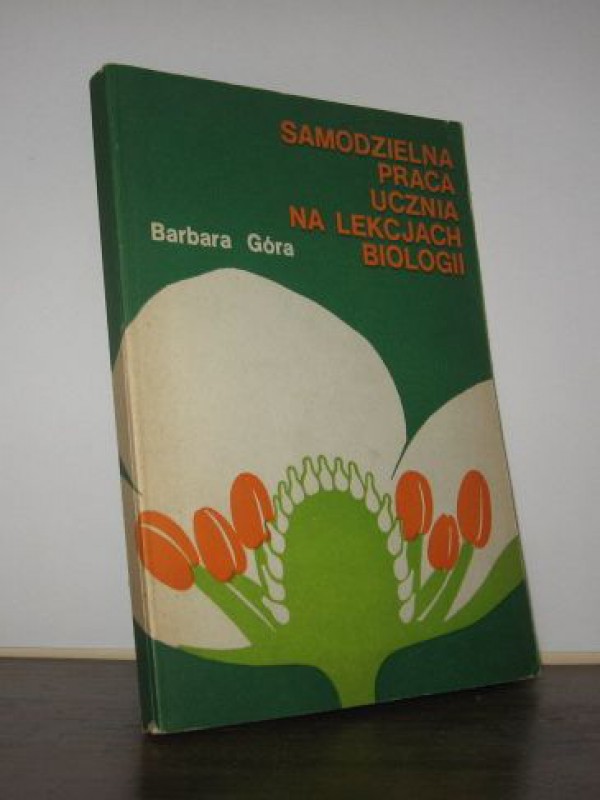 SAMODZIELNA
PRACA
UCZNIA
NA LEKCJACH
BIOLOGII
Barbara Góra